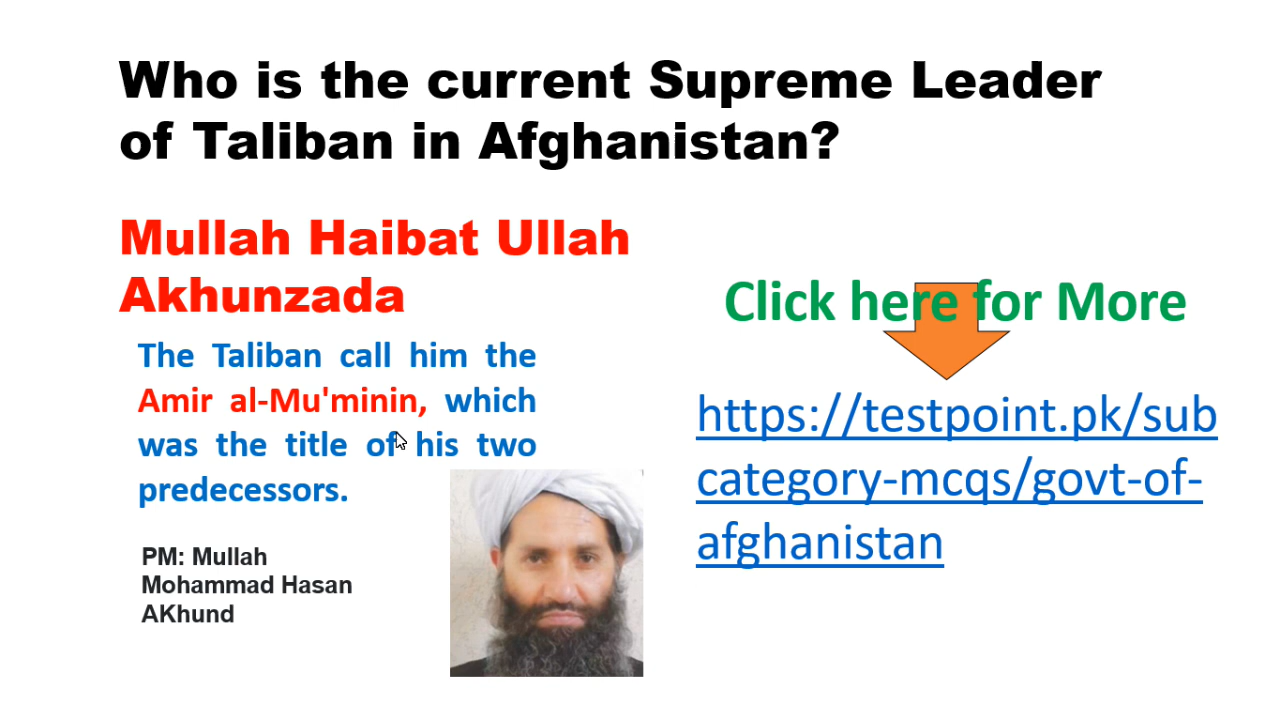 Who is the current Supreme Leader
of Taliban in Afghanistan?
Mullah Haibat Ullah
Akhunzada
The Taliban call him the
Amir al-Mu'minin, which
was the title of his two
predecessors.
PM: Mullah
Mohammad Hasan
AKhund
Click here for More
https://testpoint.pk/sub
category-mcqs/govt-of-
afghanistan